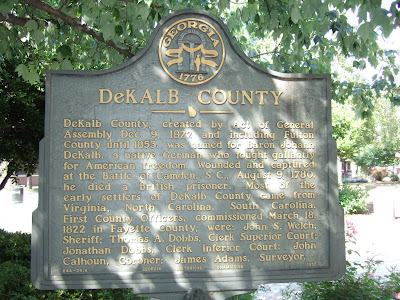 GEORGIA
1776
DeKALB COUNTY
DeKalb County, created by Act of General
Assembly Dec. 9, 1822 and including Fulton
County until 1853, was named for Baron Johann
DeKalb, a native German who fought gallantly
for American freedom. Wounded and captured
at the Battle of Camden, S.C., August 9, 1780,
he died a British prisoner. Most of the
early settlers of DeKalb County came from
Virginia, North Carolina, South Carolina.
First County Officers, commissioned March 18,
1822 in Fayette County, were: John S. Welch,
Sheriff; Thomas A. Dobbs, Clerk Superior Court;
Jonathan Dobbs, Clerk Inferior Court; John
Calhoun, Coroner; James Adams, Surveyor.
GEORGIA HISTORICAL COMMISSION